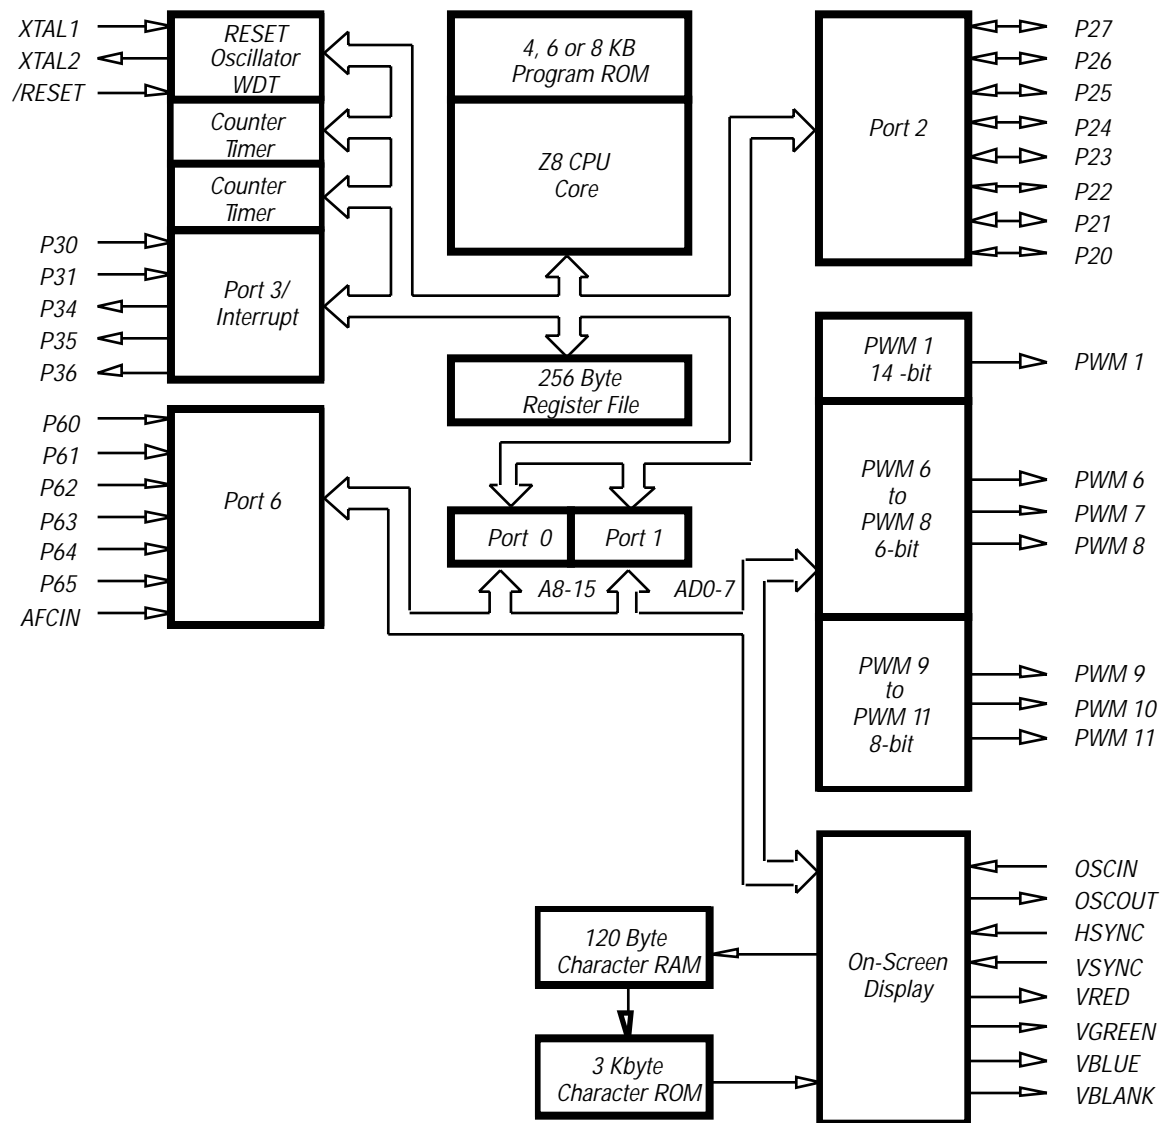 XTAL1
XTAL2
/RESET
RESET
Oscillator
WDT
Counter
Timer
Counter
Timer
P30
P31
P34
P35
P36
Port 3/
Interrupt
4, 6 or 8 KB
Program ROM
Z8 CPU
Core
256 Byte
Register File
Port 2
P27
P26
P25
P24
P23
P22
P21
P20
P60
P61
P62
P63
P64
P65
AFCIN
Port 6
Port 0
Port 1
A8-15
AD0-7
PWM 1
14 -bit
PWM 1
PWM 6
to
PWM 8
6-bit
PWM 6
PWM 7
PWM 8
PWM 9
to
PWM 11
8-bit
PWM 9
PWM 10
PWM 11
120 Byte
Character RAM
3 Kbyte
Character ROM
On-Screen
Display
OSCIN
OSCOUT
HSYNC
VSYNC
VRED
VGREEN
VBLUE
VBLANK